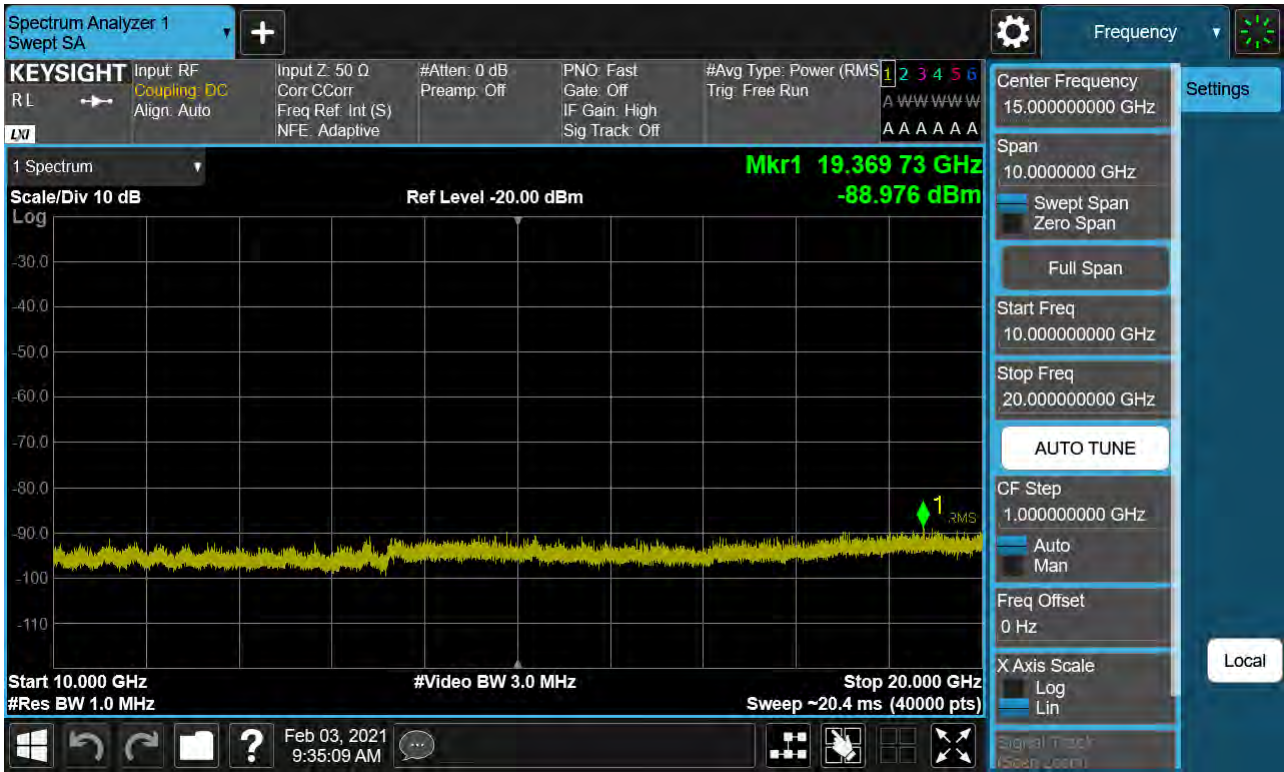 Spectrum Analyzer 1
Swept SA
Frequency
KEYSIGHT
R L
LXI
Input: RF
Coupling: DC
Align: Auto
Input Z: 50 Ω
Corr CCorr
Freq Ref: Int (S)
NFE: Adaptive
#Atten: 0 dB
Preamp: Off
PNO: Fast
Gate: Off
IF Gain: High
Sig Track: Off
#Avg Type: Power (RMS
Trig: Free Run
1 2 3 4 5 6
A W W W W W
A A A A A A
1 Spectrum
Mkr1 19.369 73 GHz
Scale/Div 10 dB
Ref Level -20.00 dBm
-88.976 dBm
Log
-30.0
-40.0
-50.0
-60.0
-70.0
-80.0
1
RMS
-90.0
-100
-110
Start 10.000 GHz
#Video BW 3.0 MHz
Stop 20.000 GHz
#Res BW 1.0 MHz
Sweep ~20.4 ms (40000 pts)
Center Frequency
15.000000000 GHz
Settings
Span
10.0000000 GHz
Swept Span
Zero Span
Full Span
Start Freq
10.000000000 GHz
Stop Freq
20.000000000 GHz
AUTO TUNE
CF Step
1.000000000 GHz
Auto
Man
Freq Offset
0 Hz
X Axis Scale
Log
Lin
Signal Track
(Span Zoom)
Local
?
Feb 03, 2021
9:35:09 AM